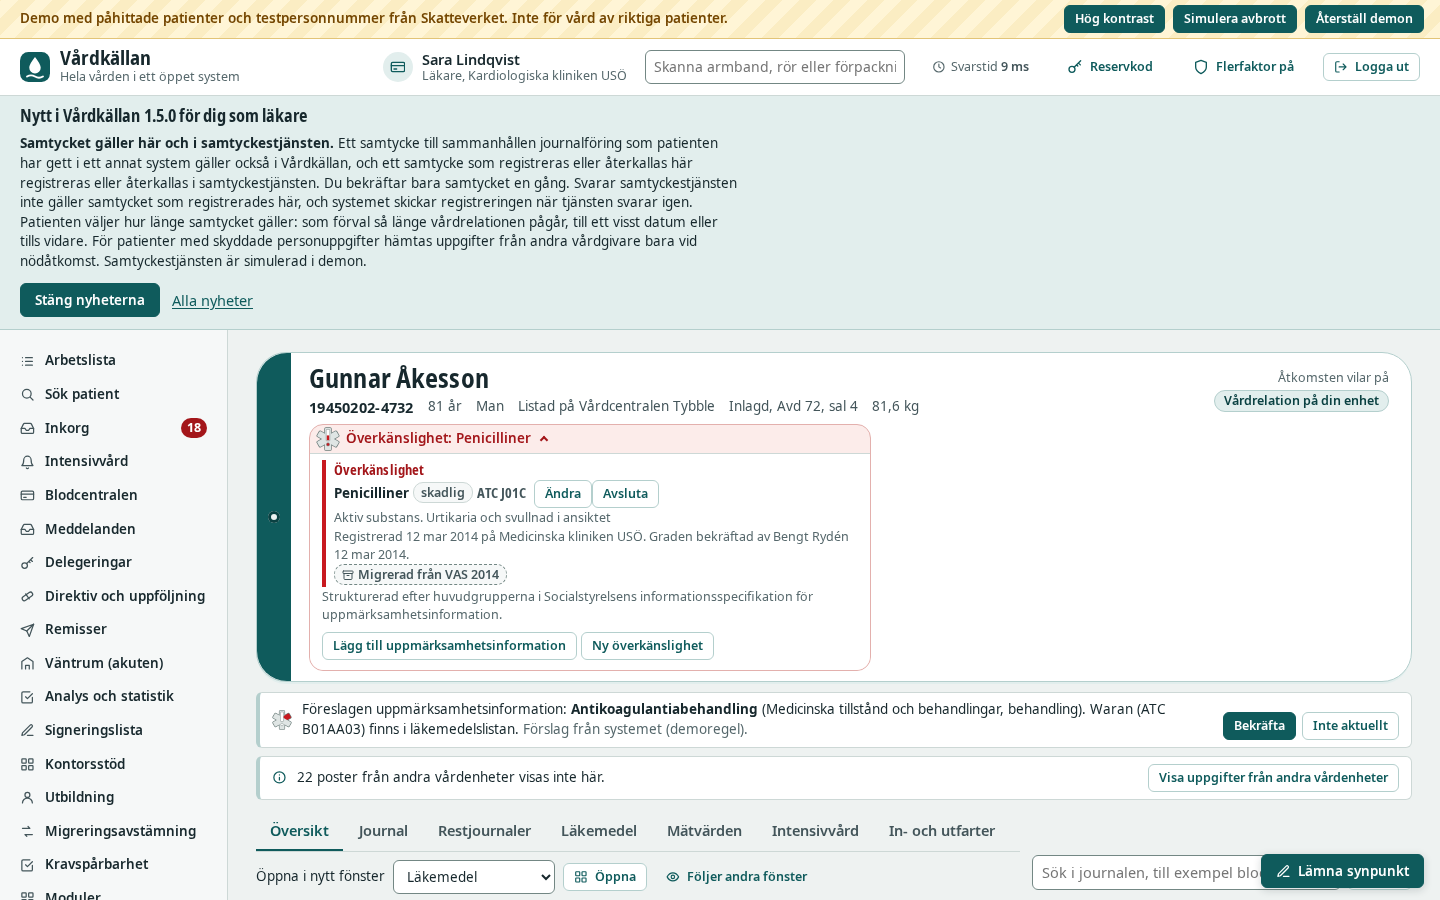 Demo med påhittade patienter och testpersonnummer från Skatteverket. Inte för vård av riktiga patienter.
Hög kontrast
Simulera avbrott
Återställ demon
Vårdkällan
Hela vården i ett öppet system
Sara Lindqvist
Läkare, Kardiologiska kliniken USÖ
Skanna armband, rör eller förpackni
Svarstid 9 ms
Reservkod
Flerfaktor på
Logga ut
Nytt i Vårdkällan 1.5.0 för dig som läkare
Samtycket gäller här och i samtyckestjänsten. Ett samtycke till sammanhållen journalföring som patienten
har gett i ett annat system gäller också i Vårdkällan, och ett samtycke som registreras eller återkallas här
registreras eller återkallas i samtyckestjänsten. Du bekräftar bara samtycket en gång. Svarar samtyckestjänsten
inte gäller samtycket som registrerades här, och systemet skickar registreringen när tjänsten svarar igen.
Patienten väljer hur länge samtycket gäller: som förval så länge vårdrelationen pågår, till ett visst datum eller
tills vidare. För patienter med skyddade personuppgifter hämtas uppgifter från andra vårdgivare bara vid
nödåtkomst. Samtyckestjänsten är simulerad i demon.
Stäng nyheterna
Alla nyheter
Arbetslista
Sök patient
Inkorg
18
Intensivvård
Blodcentralen
Meddelanden
Delegeringar
Direktiv och uppföljning
Remisser
Väntrum (akuten)
Analys och statistik
Signeringslista
Kontorsstöd
Utbildning
Migreringsavstämning
Kravspårbarhet
Moduler
Gunnar Åkesson
19450202-4732
81 år
Man
Listad på Vårdcentralen Tybble
Inlagd, Avd 72, sal 4
81,6 kg
Åtkomsten vilar på
Vårdrelation på din enhet
Överkänslighet: Penicilliner
Överkänslighet
Penicilliner skadlig ATC J01C
Ändra
Avsluta
Aktiv substans. Urtikaria och svullnad i ansiktet
Registrerad 12 mar 2014 på Medicinska kliniken USÖ. Graden bekräftad av Bengt Rydén
12 mar 2014.
Migrerad från VAS 2014
Strukturerad efter huvudgrupperna i Socialstyrelsens informationsspecifikation för
uppmärksamhetsinformation.
Lägg till uppmärksamhetsinformation
Ny överkänslighet
Föreslagen uppmärksamhetsinformation: Antikoagulantiabehandling (Medicinska tillstånd och behandlingar, behandling). Waran (ATC
B01AA03) finns i läkemedelslistan. Förslag från systemet (demoregel).
Bekräfta
Inte aktuellt
22 poster från andra vårdenheter visas inte här.
Visa uppgifter från andra vårdenheter
Översikt
Journal
Restjournaler
Läkemedel
Mätvärden
Intensivvård
In- och utfarter
Öppna i nytt fönster
Läkemedel
Öppna
Följer andra fönster
Sök i journalen, till exempel blo
Lämna synpunkt